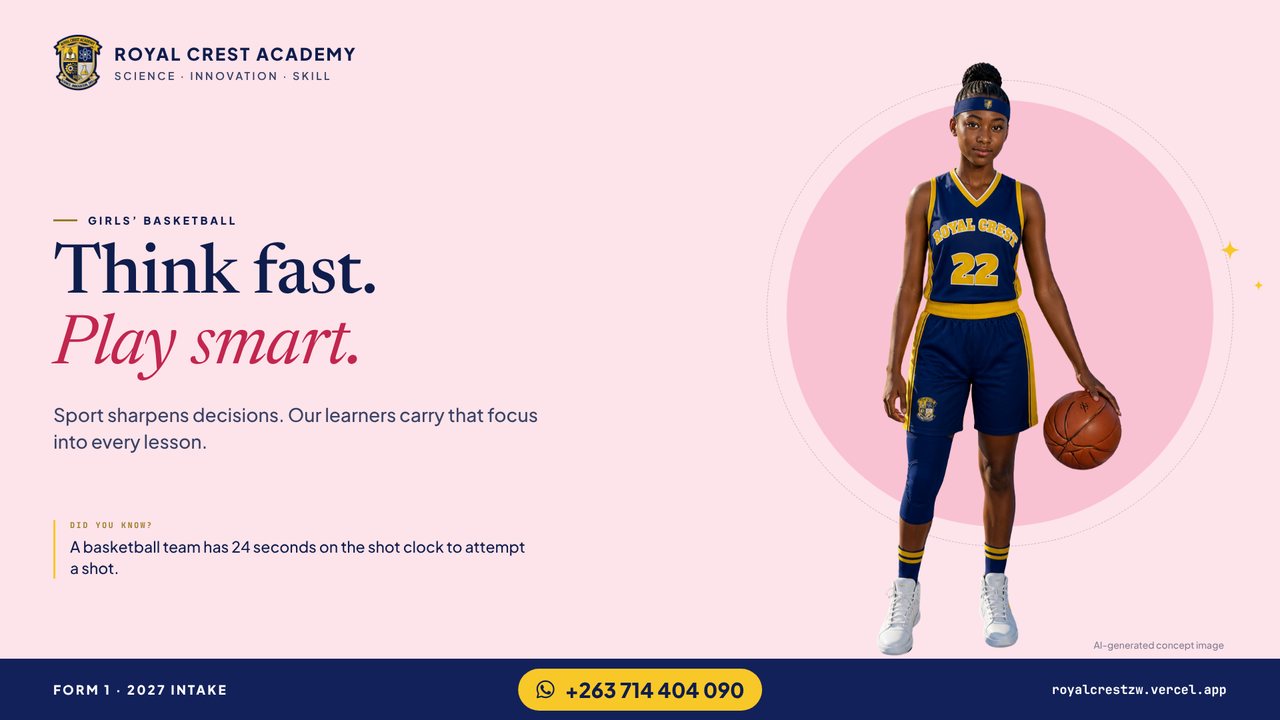 ROYAL CREST ACADEMY
SCIENCE · INNOVATION · SKILL
GIRLS’ BASKETBALL
Think fast.
Play smart.
Sport sharpens decisions. Our learners carry that focus
into every lesson.
DID YOU KNOW?
A basketball team has 24 seconds on the shot clock to attempt
a shot.
ROYAL CREST
22
AI-generated concept image
FORM 1 · 2027 INTAKE
+263 714 404 090
royalcrestzw.vercel.app